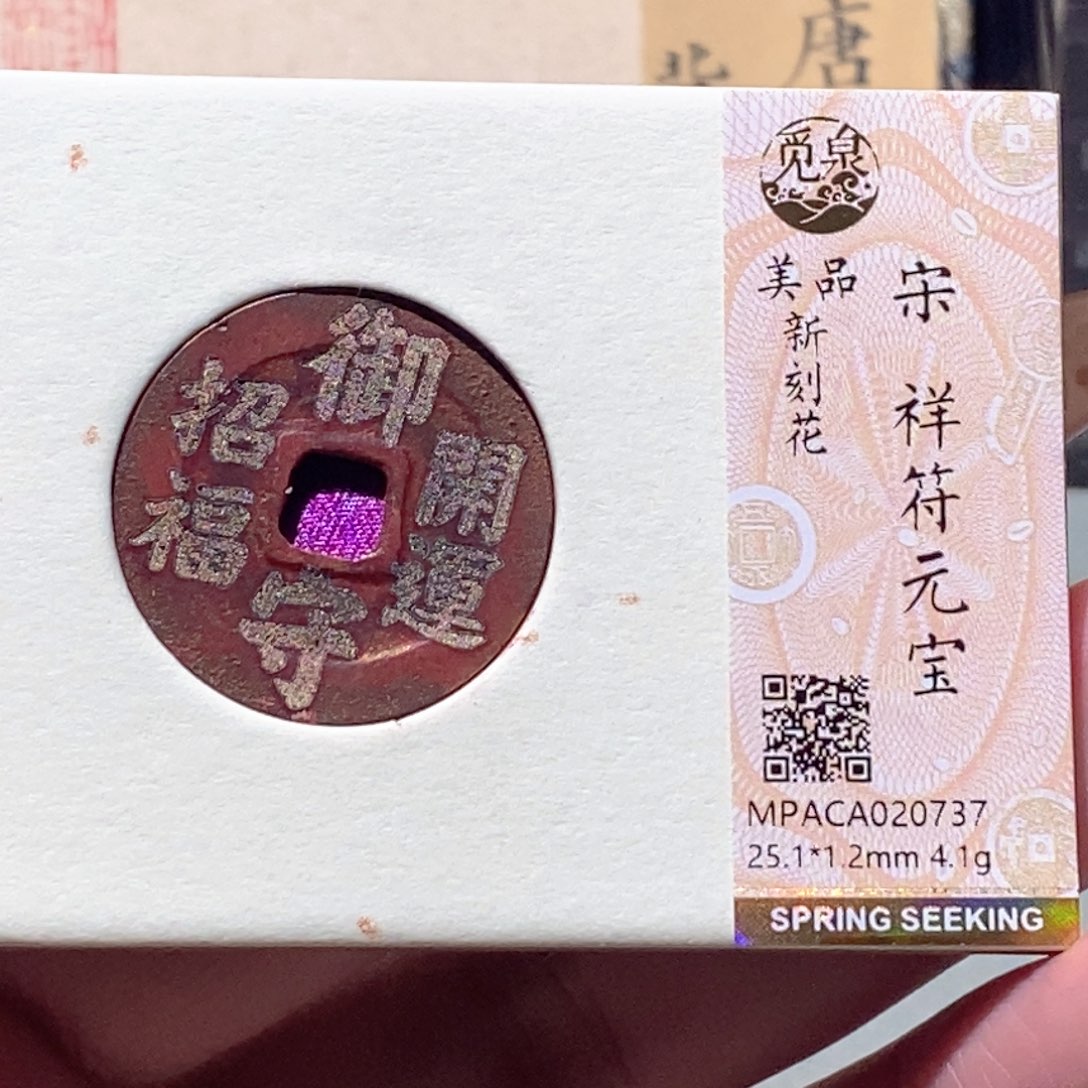 唐
御
開運
守
招福
觅泉
宋 祥符元宝
美品
新刻花
MPACA020737
25.1*1.2mm 4.1g
SPRING SEEKING